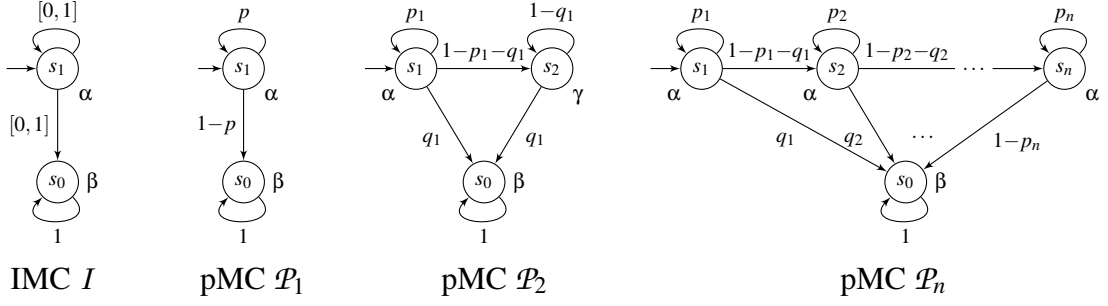 [0,1] p p₁ 1−q₁ p₁ p₂ pₙ
s₁ s₁ s₁ 1−p₁−q₁ s₂ s₁ 1−p₁−q₁ s₂ 1−p₂−q₂ ··· sₙ
α α α γ α α α
[0,1] 1−p q₁ q₁ q₁ q₂ ··· 1−pₙ
s₀ β s₀ β s₀ β s₀ β
1 1 1 1
IMC I pMC 𝒫₁ pMC 𝒫₂ pMC 𝒫ₙ